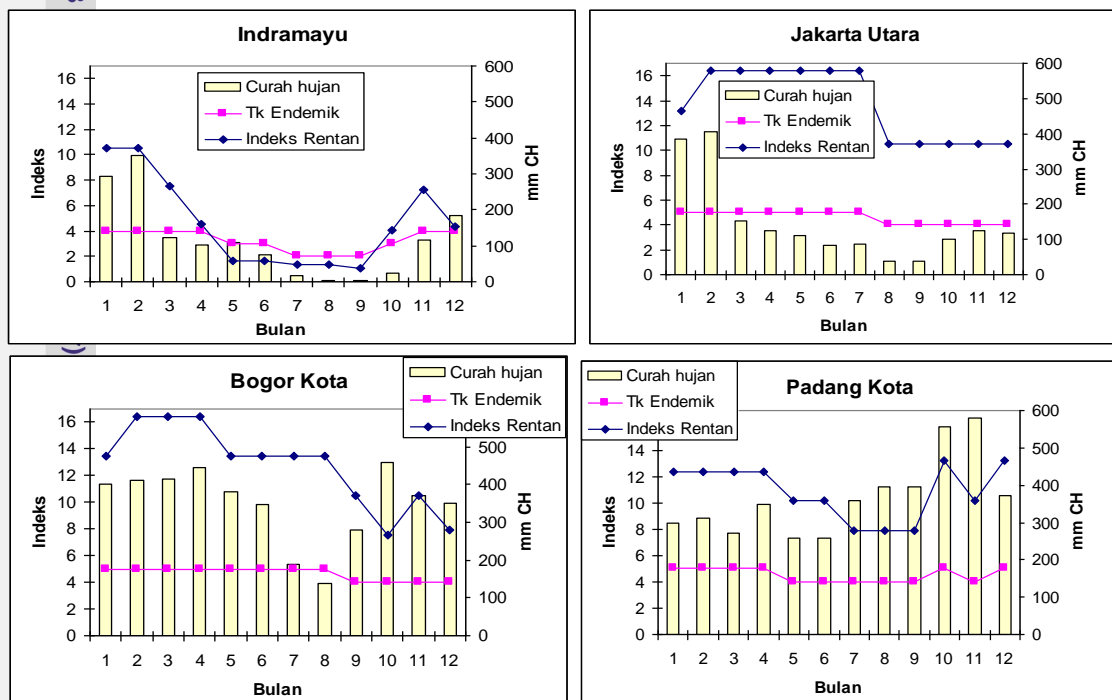 Indramayu
Curah hujan
Tk Endemik
Indeks Rentan
Indeks
16
14
12
10
8
6
4
2
0
600
500
400
300
200
100
0
mm CH
1 2 3 4 5 6 7 8 9 10 11 12
Bulan
Jakarta Utara
Curah hujan
Tk Endemik
Indeks Rentan
Indeks
16
14
12
10
8
6
4
2
0
600
500
400
300
200
100
0
mm CH
1 2 3 4 5 6 7 8 9 10 11 12
Bulan
Bogor Kota
Curah hujan
Tk Endemik
Indeks Rentan
Indeks
16
14
12
10
8
6
4
2
0
500
400
300
200
100
0
mm CH
1 2 3 4 5 6 7 8 9 10 11 12
Bulan
Padang Kota
Curah hujan
Tk Endemik
Indeks Rentan
Indeks
14
12
10
8
6
4
2
0
600
500
400
300
200
100
0
mm CH
1 2 3 4 5 6 7 8 9 10 11 12
Bulan